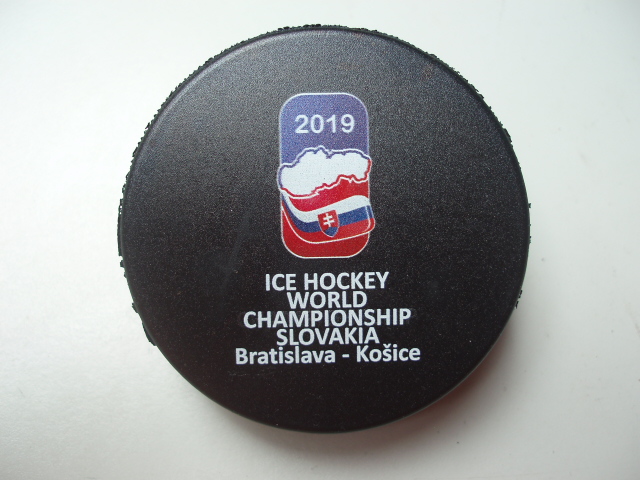 2019
ICE HOCKEY
WORLD
CHAMPIONSHIP
SLOVAKIA
Bratislava - Košice